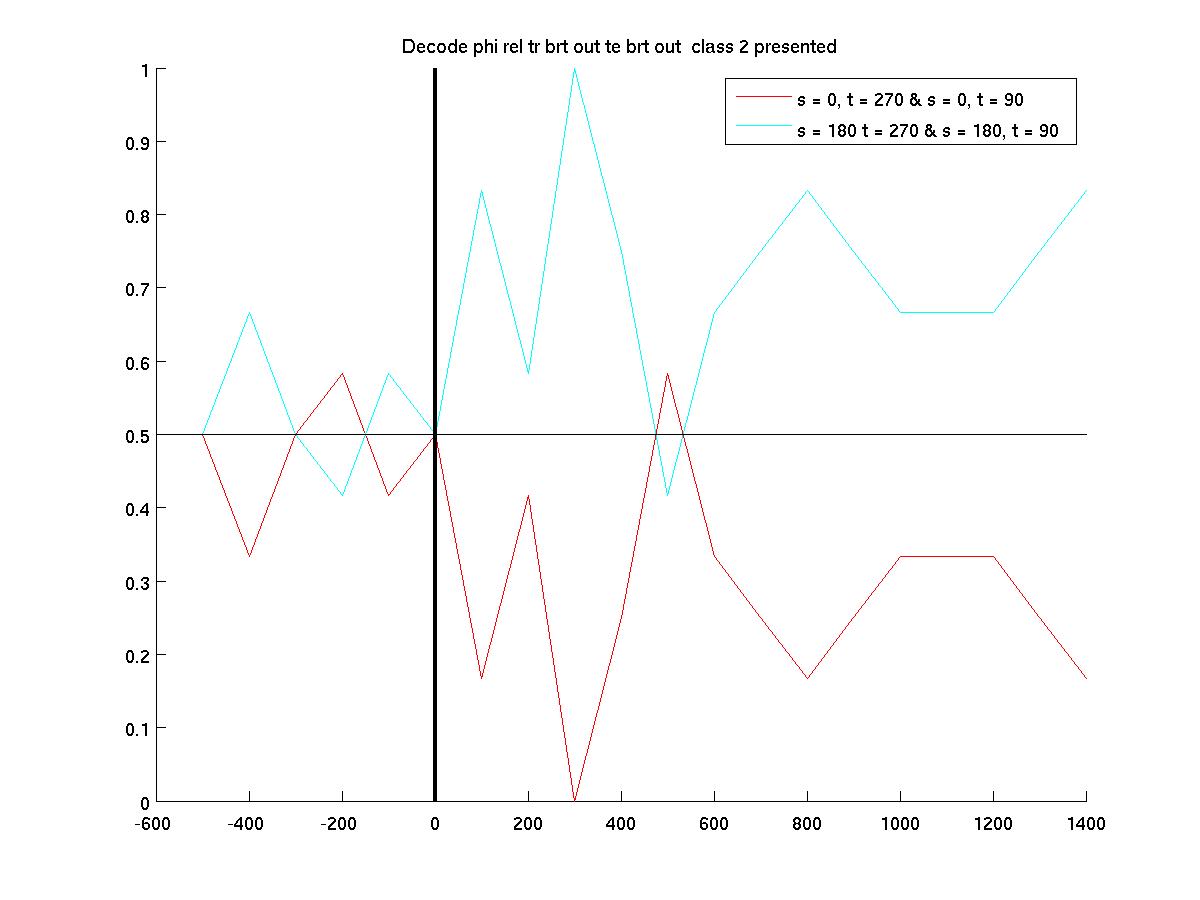 Decode phi rel tr brt out te brt out  class 2 presented
s = 0, t = 270 & s = 0, t = 90
s = 180 t = 270 & s = 180, t = 90
1
0.9
0.8
0.7
0.6
0.5
0.4
0.3
0.2
0.1
0
-600 -400 -200 0 200 400 600 800 1000 1200 1400